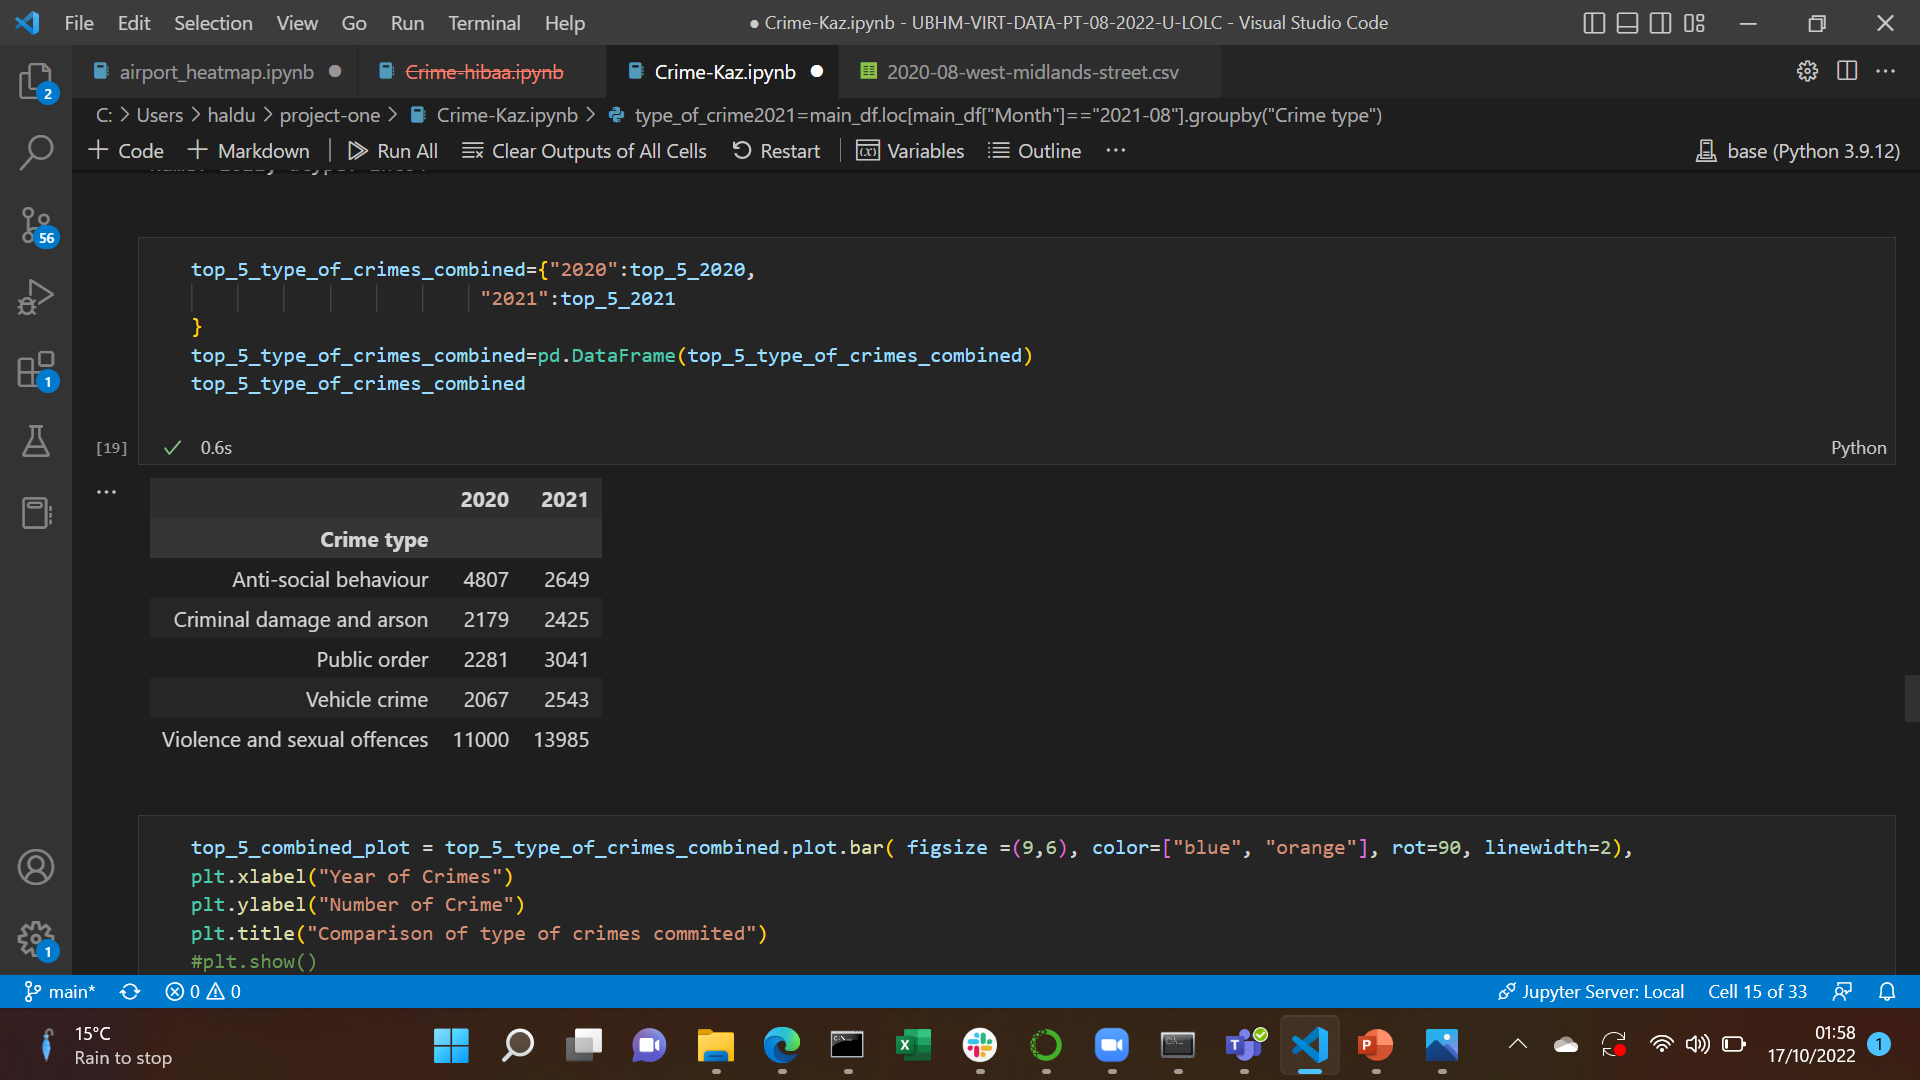 File Edit Selection View Go Run Terminal Help ● Crime-Kaz.ipynb - UBHM-VIRT-DATA-PT-08-2022-U-LOLC - Visual Studio Code
airport_heatmap.ipynb Crime-hibaa.ipynb Crime-Kaz.ipynb 2020-08-west-midlands-street.csv
2
C: > Users > haldu > project-one > Crime-Kaz.ipynb > type_of_crime2021=main_df.loc[main_df["Month"]=="2021-08"].groupby("Crime type")
+ Code + Markdown Run All Clear Outputs of All Cells Restart Variables Outline ··· base (Python 3.9.12)
56
1
1
top_5_type_of_crimes_combined={"2020":top_5_2020,
"2021":top_5_2021
}
top_5_type_of_crimes_combined=pd.DataFrame(top_5_type_of_crimes_combined)
top_5_type_of_crimes_combined
[19] 0.6s Python
2020 2021
Crime type
Anti-social behaviour 4807 2649
Criminal damage and arson 2179 2425
Public order 2281 3041
Vehicle crime 2067 2543
Violence and sexual offences 11000 13985
top_5_combined_plot = top_5_type_of_crimes_combined.plot.bar( figsize =(9,6), color=["blue", "orange"], rot=90, linewidth=2),
plt.xlabel("Year of Crimes")
plt.ylabel("Number of Crime")
plt.title("Comparison of type of crimes commited")
#plt.show()
main* 0 0 Jupyter Server: Local Cell 15 of 33
15°C
Rain to stop
01:58
17/10/2022
1